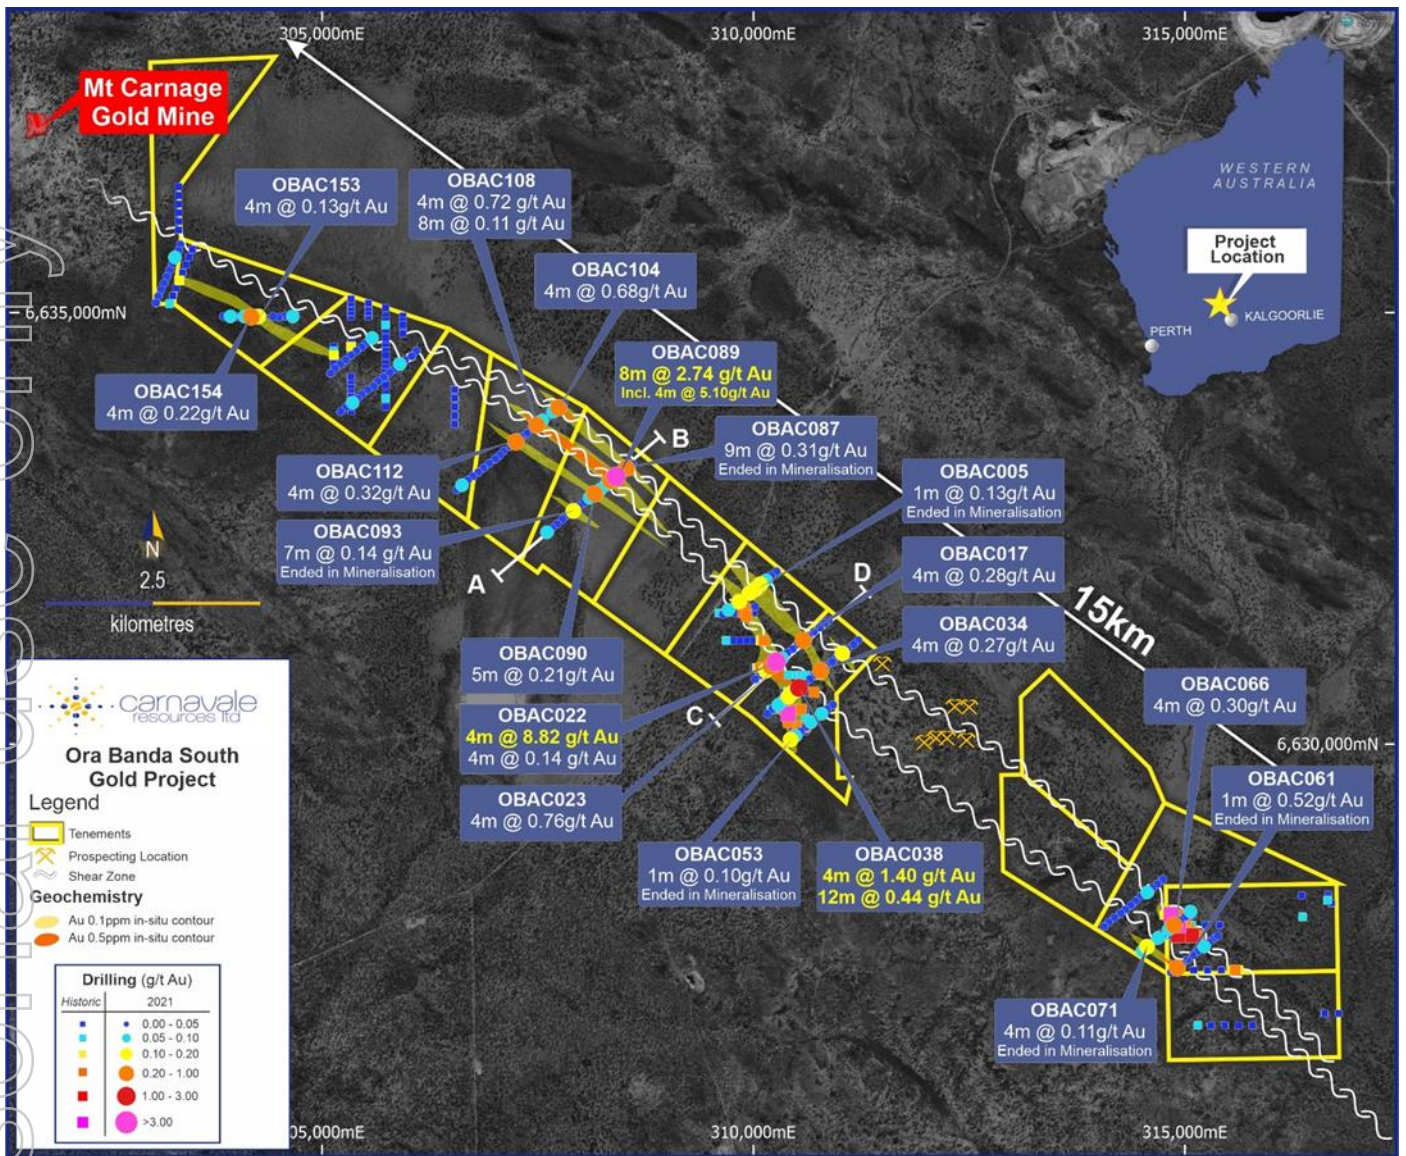 305,000mE
310,000mE
315,000mE
Mt Carnage
Gold Mine
WESTERN
AUSTRALIA
Project
Location
KALGOORLIE
PERTH
OBAC153
4m @ 0.13g/t Au
OBAC108
4m @ 0.72 g/t Au
8m @ 0.11 g/t Au
OBAC104
4m @ 0.68g/t Au
6,635,000mN
OBAC089
8m @ 2.74 g/t Au
Incl. 4m @ 5.10g/t Au
OBAC154
4m @ 0.22g/t Au
B
OBAC087
9m @ 0.31g/t Au
Ended in Mineralisation
OBAC112
4m @ 0.32g/t Au
OBAC005
1m @ 0.13g/t Au
Ended in Mineralisation
OBAC093
7m @ 0.14 g/t Au
Ended in Mineralisation
A
OBAC017
4m @ 0.28g/t Au
D
N
2.5
kilometres
15km
OBAC034
4m @ 0.27g/t Au
OBAC090
5m @ 0.21g/t Au
OBAC066
4m @ 0.30g/t Au
OBAC022
4m @ 8.82 g/t Au
4m @ 0.14 g/t Au
C
6,630,000mN
OBAC023
4m @ 0.76g/t Au
OBAC061
1m @ 0.52g/t Au
Ended in Mineralisation
OBAC053
1m @ 0.10g/t Au
Ended in Mineralisation
OBAC038
4m @ 1.40 g/t Au
12m @ 0.44 g/t Au
OBAC071
4m @ 0.11g/t Au
Ended in Mineralisation
carnavale
resources ltd
Ora Banda South
Gold Project
Legend
Tenements
Prospecting Location
Shear Zone
Geochemistry
Au 0.1ppm in-situ contour
Au 0.5ppm in-situ contour
Drilling (g/t Au)
Historic 2021
0.00 - 0.05
0.05 - 0.10
0.10 - 0.20
0.20 - 1.00
1.00 - 3.00
>3.00
05,000mE
310,000mE
315,000mE